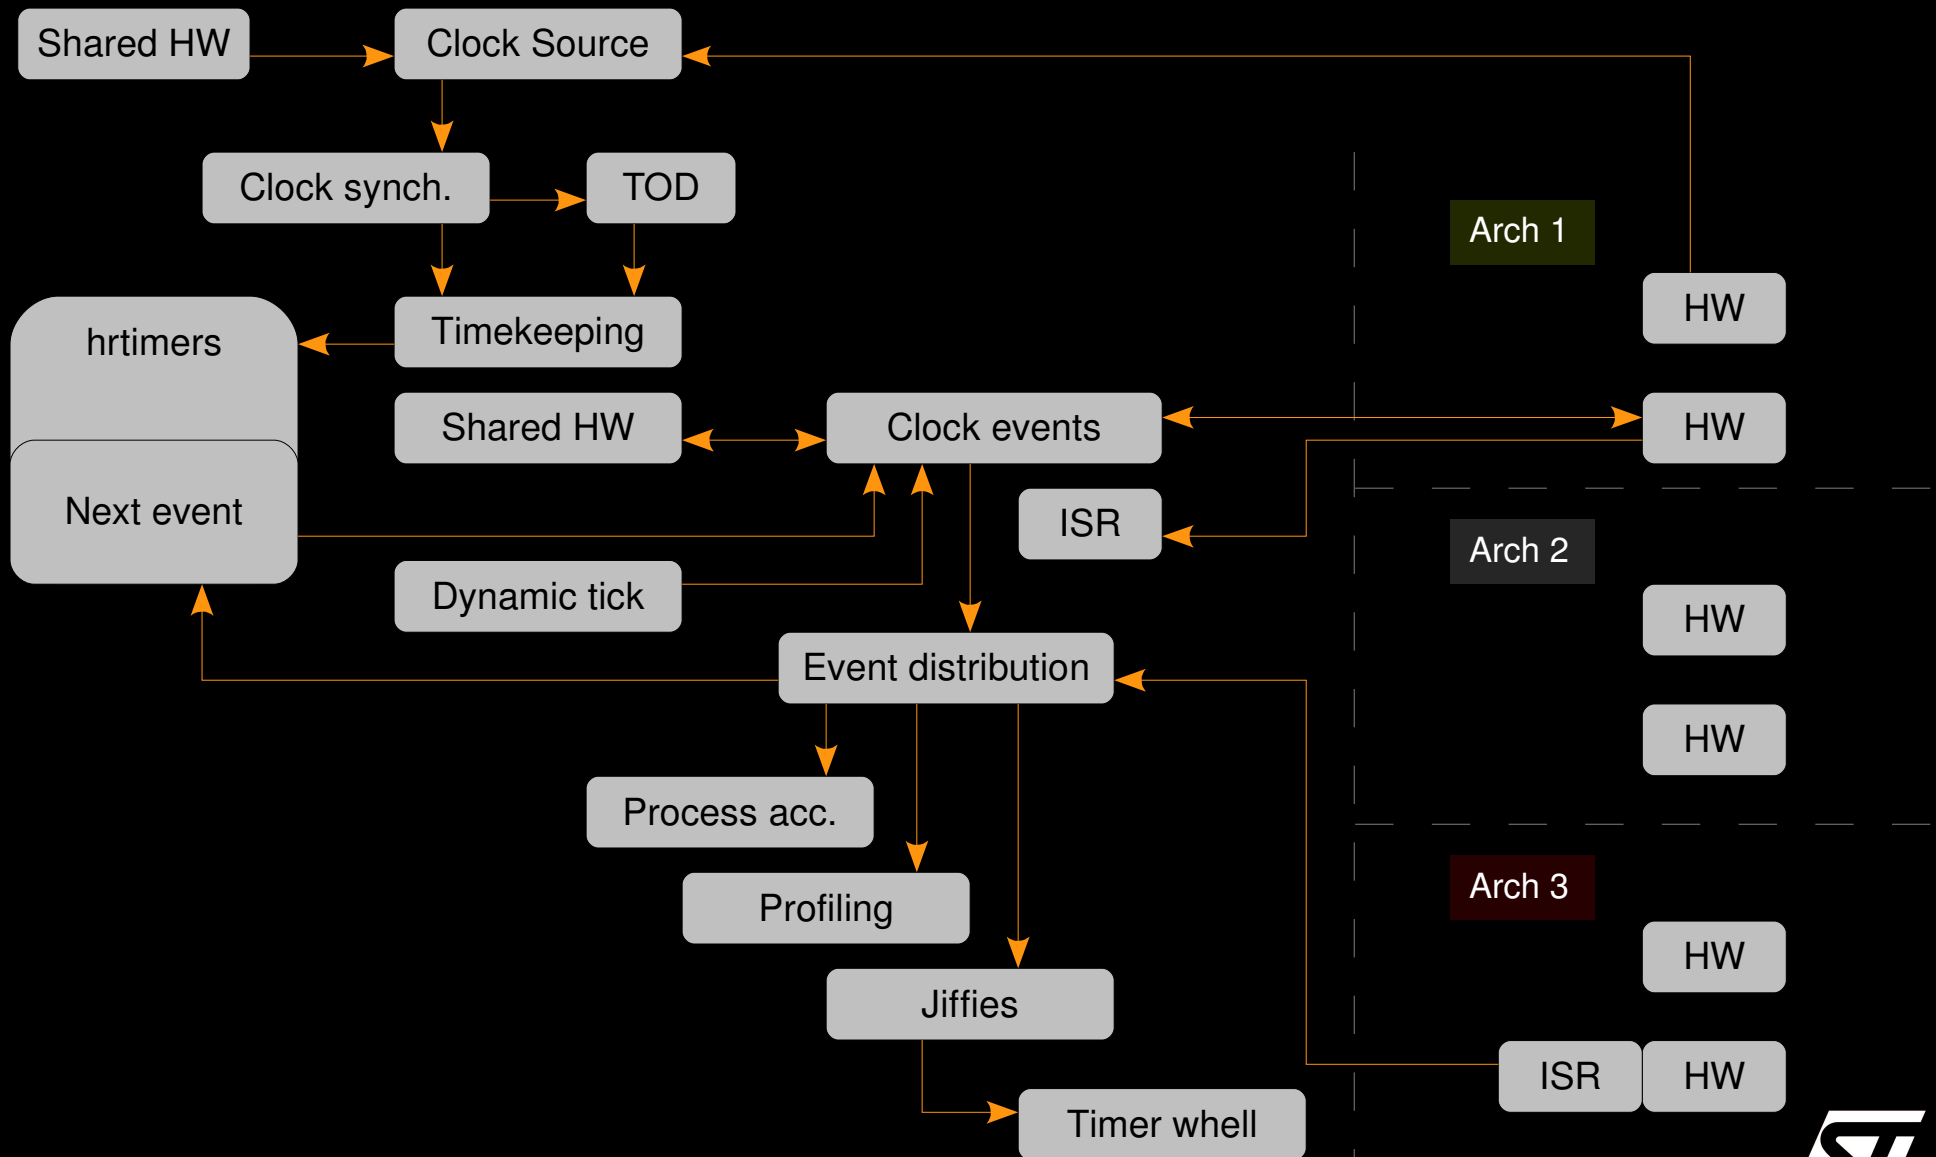 Shared HW
Clock Source
Clock synch.
TOD
Arch 1
HW
hrtimers
Timekeeping
Shared HW
Clock events
HW
Next event
ISR
Arch 2
Dynamic tick
HW
Event distribution
HW
Process acc.
Arch 3
Profiling
HW
Jiffies
ISR
HW
Timer whell
ST